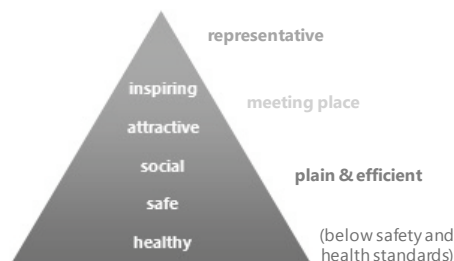 representative
inspiring
meeting place
attractive
social
plain & efficient
safe
(below safety and
healthy
health standards)